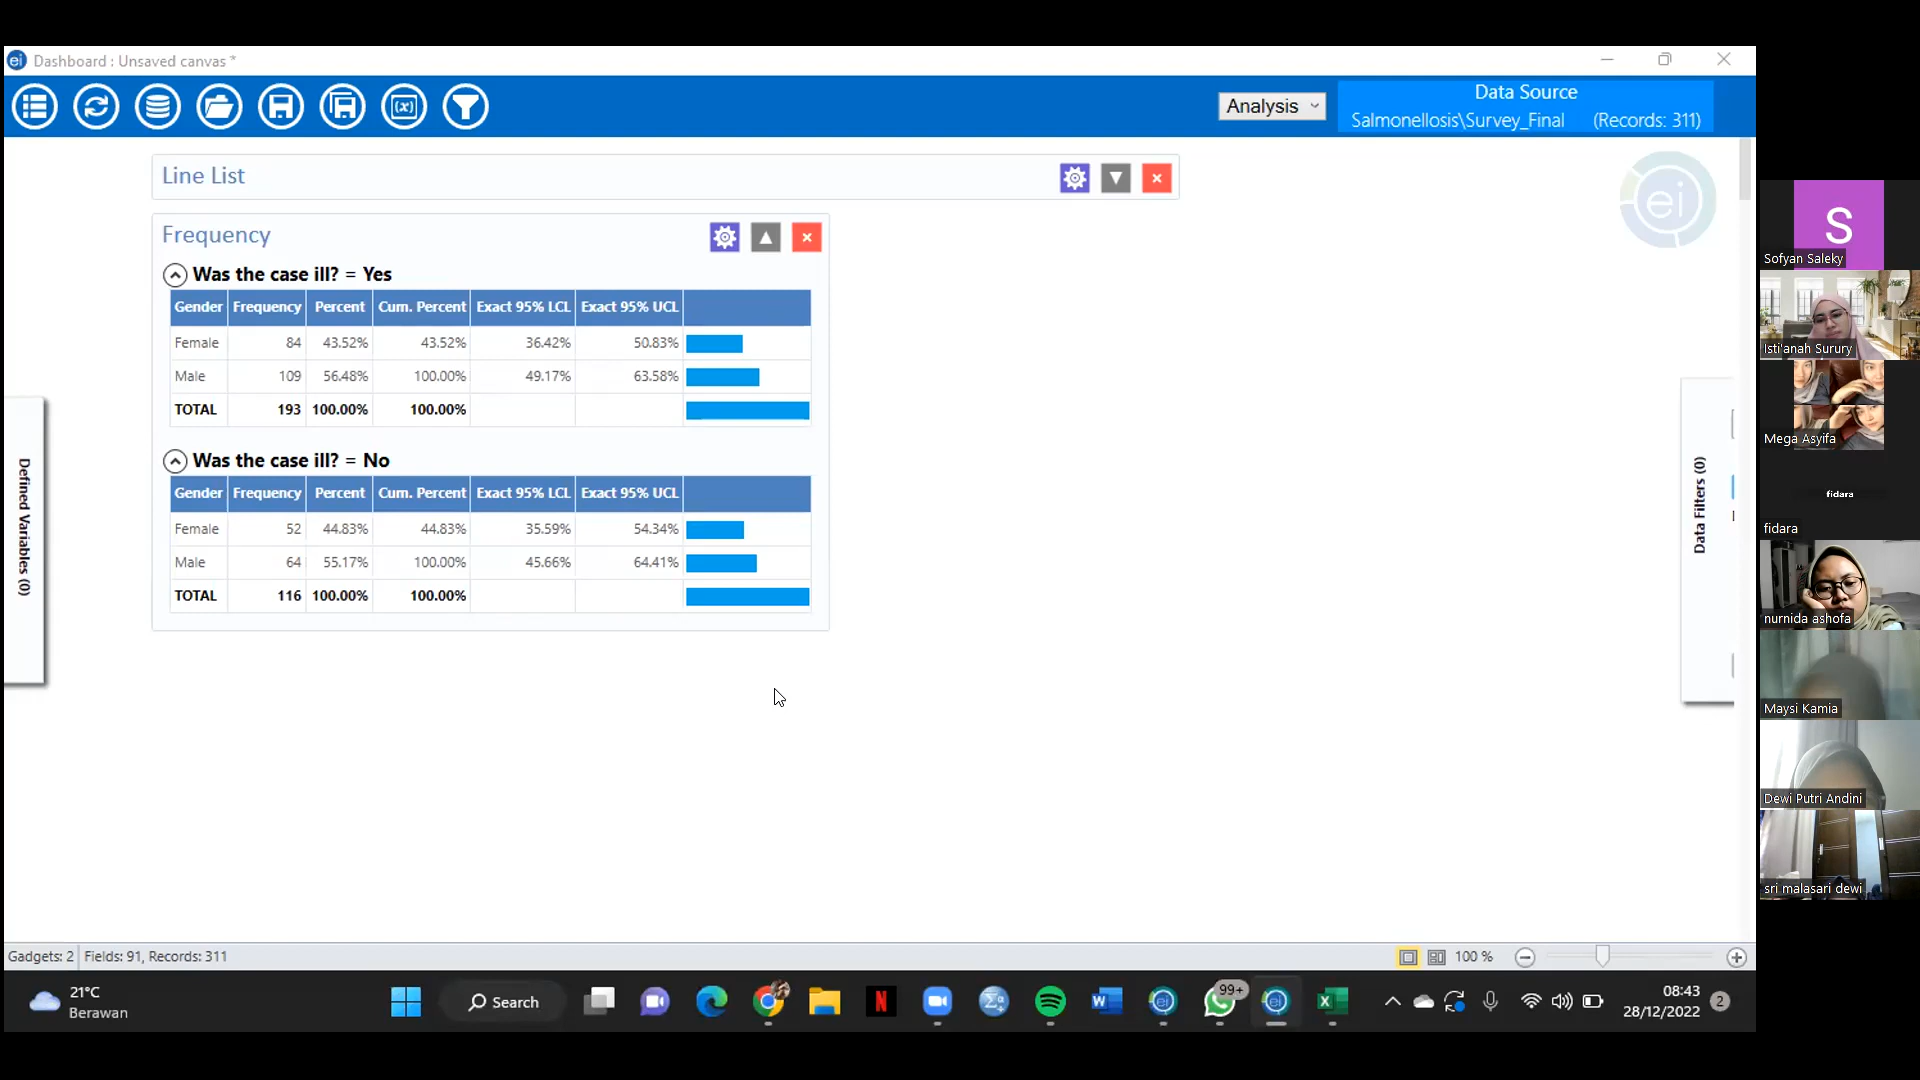 ei Dashboard : Unsaved canvas *
Analysis
Data Source
Salmonellosis\Survey_Final (Records: 311)
Line List
ei
Frequency
Was the case ill? = Yes
Gender Frequency Percent Cum. Percent Exact 95% LCL Exact 95% UCL
Female 84 43.52% 43.52% 36.42% 50.83%
Male 109 56.48% 100.00% 49.17% 63.58%
TOTAL 193 100.00% 100.00%
Was the case ill? = No
Gender Frequency Percent Cum. Percent Exact 95% LCL Exact 95% UCL
Female 52 44.83% 44.83% 35.59% 54.34%
Male 64 55.17% 100.00% 45.66% 64.41%
TOTAL 116 100.00% 100.00%
Defined Variables (0)
Data Filters (0)
Gadgets: 2 Fields: 91, Records: 311
100 %
21°C
Berawan
Search
99+
08:43
28/12/2022
2
S
Sofyan Saleky
Isti'anah Surury
Mega Asyifa
fidara
fidara
nurnida ashofa
Maysi Kamia
Dewi Putri Andini
sri malasari dewi